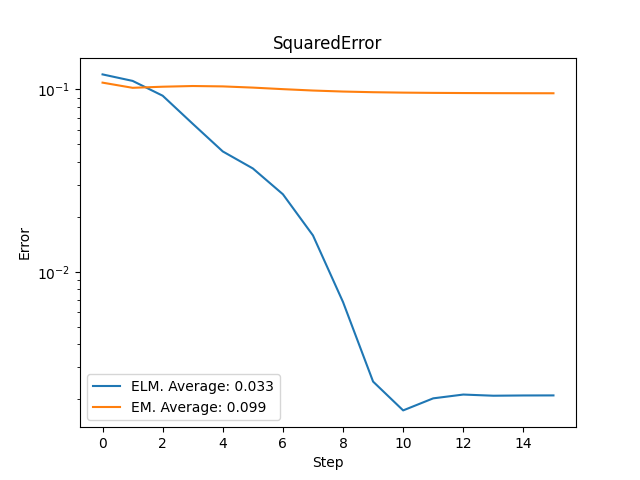 SquaredError
Error
10⁻¹
10⁻²
ELM. Average: 0.033
EM. Average: 0.099
0 2 4 6 8 10 12 14
Step